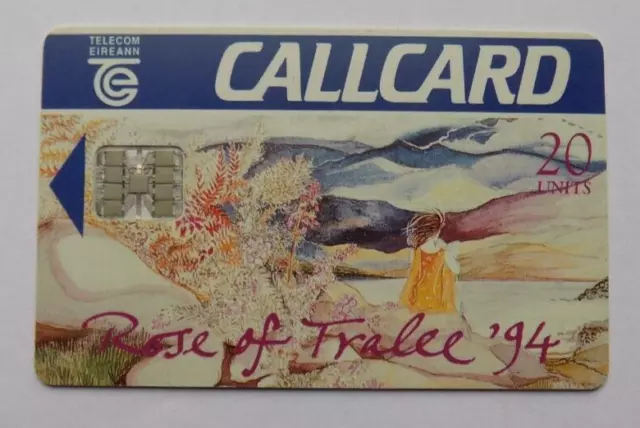 TELECOM
EIREANN
CALLCARD
20
UNITS
Rose of Tralee '94